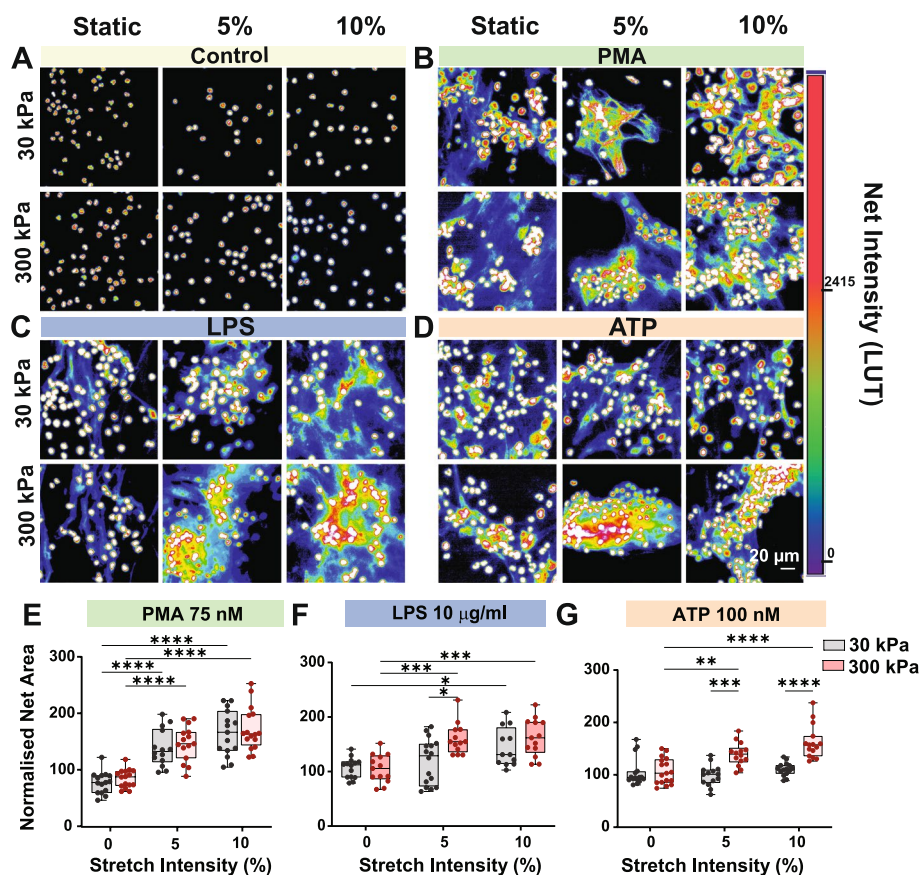 Static 5% 10% Static 5% 10%
A Control B PMA
30 kPa
300 kPa
C LPS D ATP
30 kPa
300 kPa
20 µm
Net Intensity (LUT)
2415
0
E PMA 75 nM F LPS 10 µg/ml G ATP 100 nM
30 kPa
300 kPa
Normalised Net Area
300
200
100
0
**** **** **** ****
0 5 10
Stretch Intensity (%)
300
200
100
0
*** *** * *
0 5 10
Stretch Intensity (%)
300
200
100
0
**** ** *** ****
0 5 10
Stretch Intensity (%)